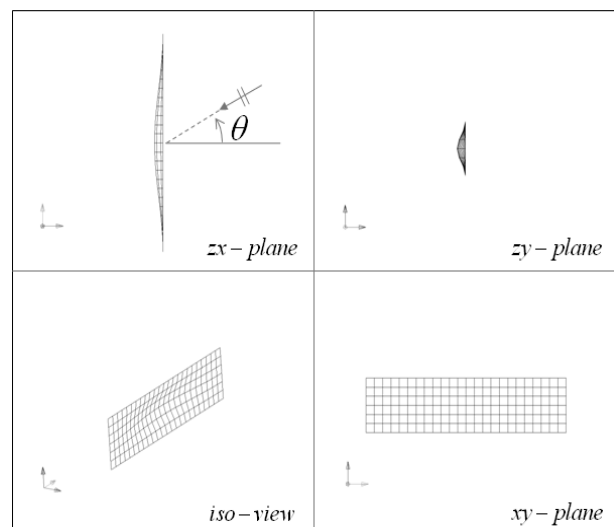 θ
zx – plane
zy – plane
iso – view
xy – plane